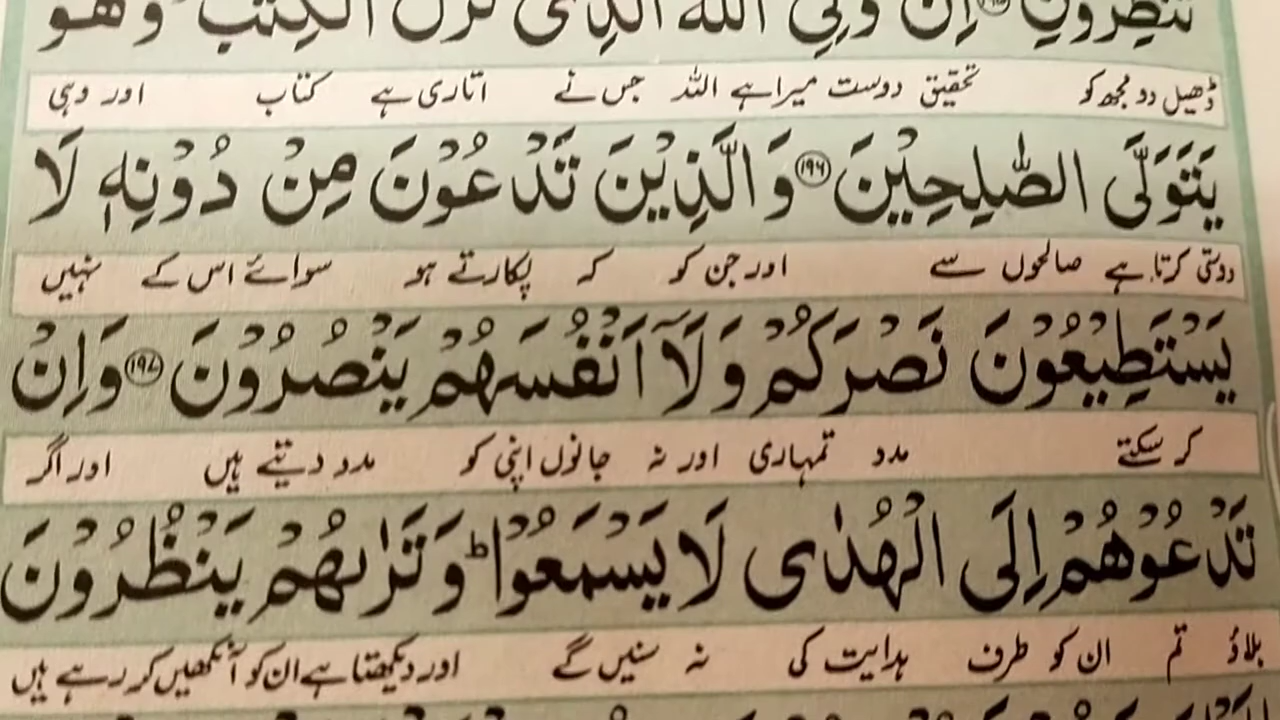 تُنْظِرُوْنِ ۝۱۹۵ اِنَّ وَلِیِّ اللّٰهُ الَّذِیْ نَزَّلَ الْكِتٰبَ وَهُوَ
ڈھیل دو مجھ کو تحقیق دوست میرا ہے اللہ جس نے اتاری ہے کتاب اور وہی
یَتَوَلَّی الصّٰلِحِیْنَ ۝۱۹۶ وَالَّذِیْنَ تَدْعُوْنَ مِنْ دُوْنِهٖ لَا
دوستی کرتا ہے صالحوں سے اور جن کو کہ پکارتے ہو سوائے اس کے نہیں
یَسْتَطِیْعُوْنَ نَصْرَكُمْ وَلَاۤ اَنْفُسَهُمْ یَنْصُرُوْنَ ۝۱۹۷ وَاِنْ
کر سکتے مدد تمہاری اور نہ جانوں اپنی کو مدد دیتے ہیں اور اگر
تَدْعُوْهُمْ اِلَی الْهُدٰی لَا یَسْمَعُوْا ؕ وَتَرٰىهُمْ یَنْظُرُوْنَ
بلاؤ تم ان کو طرف ہدایت کی نہ سنیں گے اور دیکھتا ہے ان کو آنکھیں کر رہے ہیں